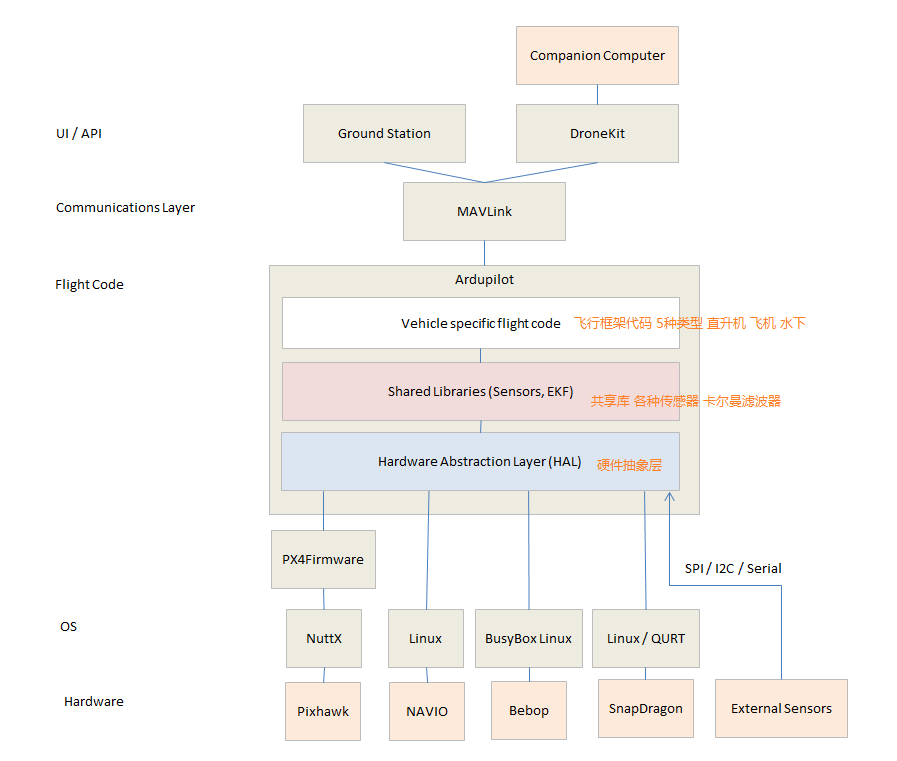 Companion Computer
UI / API
Ground Station
DroneKit
Communications Layer
MAVLink
Flight Code
Ardupilot
Vehicle specific flight code
飞行框架代码 5种类型 直升机 飞机 水下
Shared Libraries (Sensors, EKF)
共享库 各种传感器 卡尔曼滤波器
Hardware Abstraction Layer (HAL)
硬件抽象层
PX4Firmware
SPI / I2C / Serial
OS
NuttX
Linux
BusyBox Linux
Linux / QURT
Hardware
Pixhawk
NAVIO
Bebop
SnapDragon
External Sensors